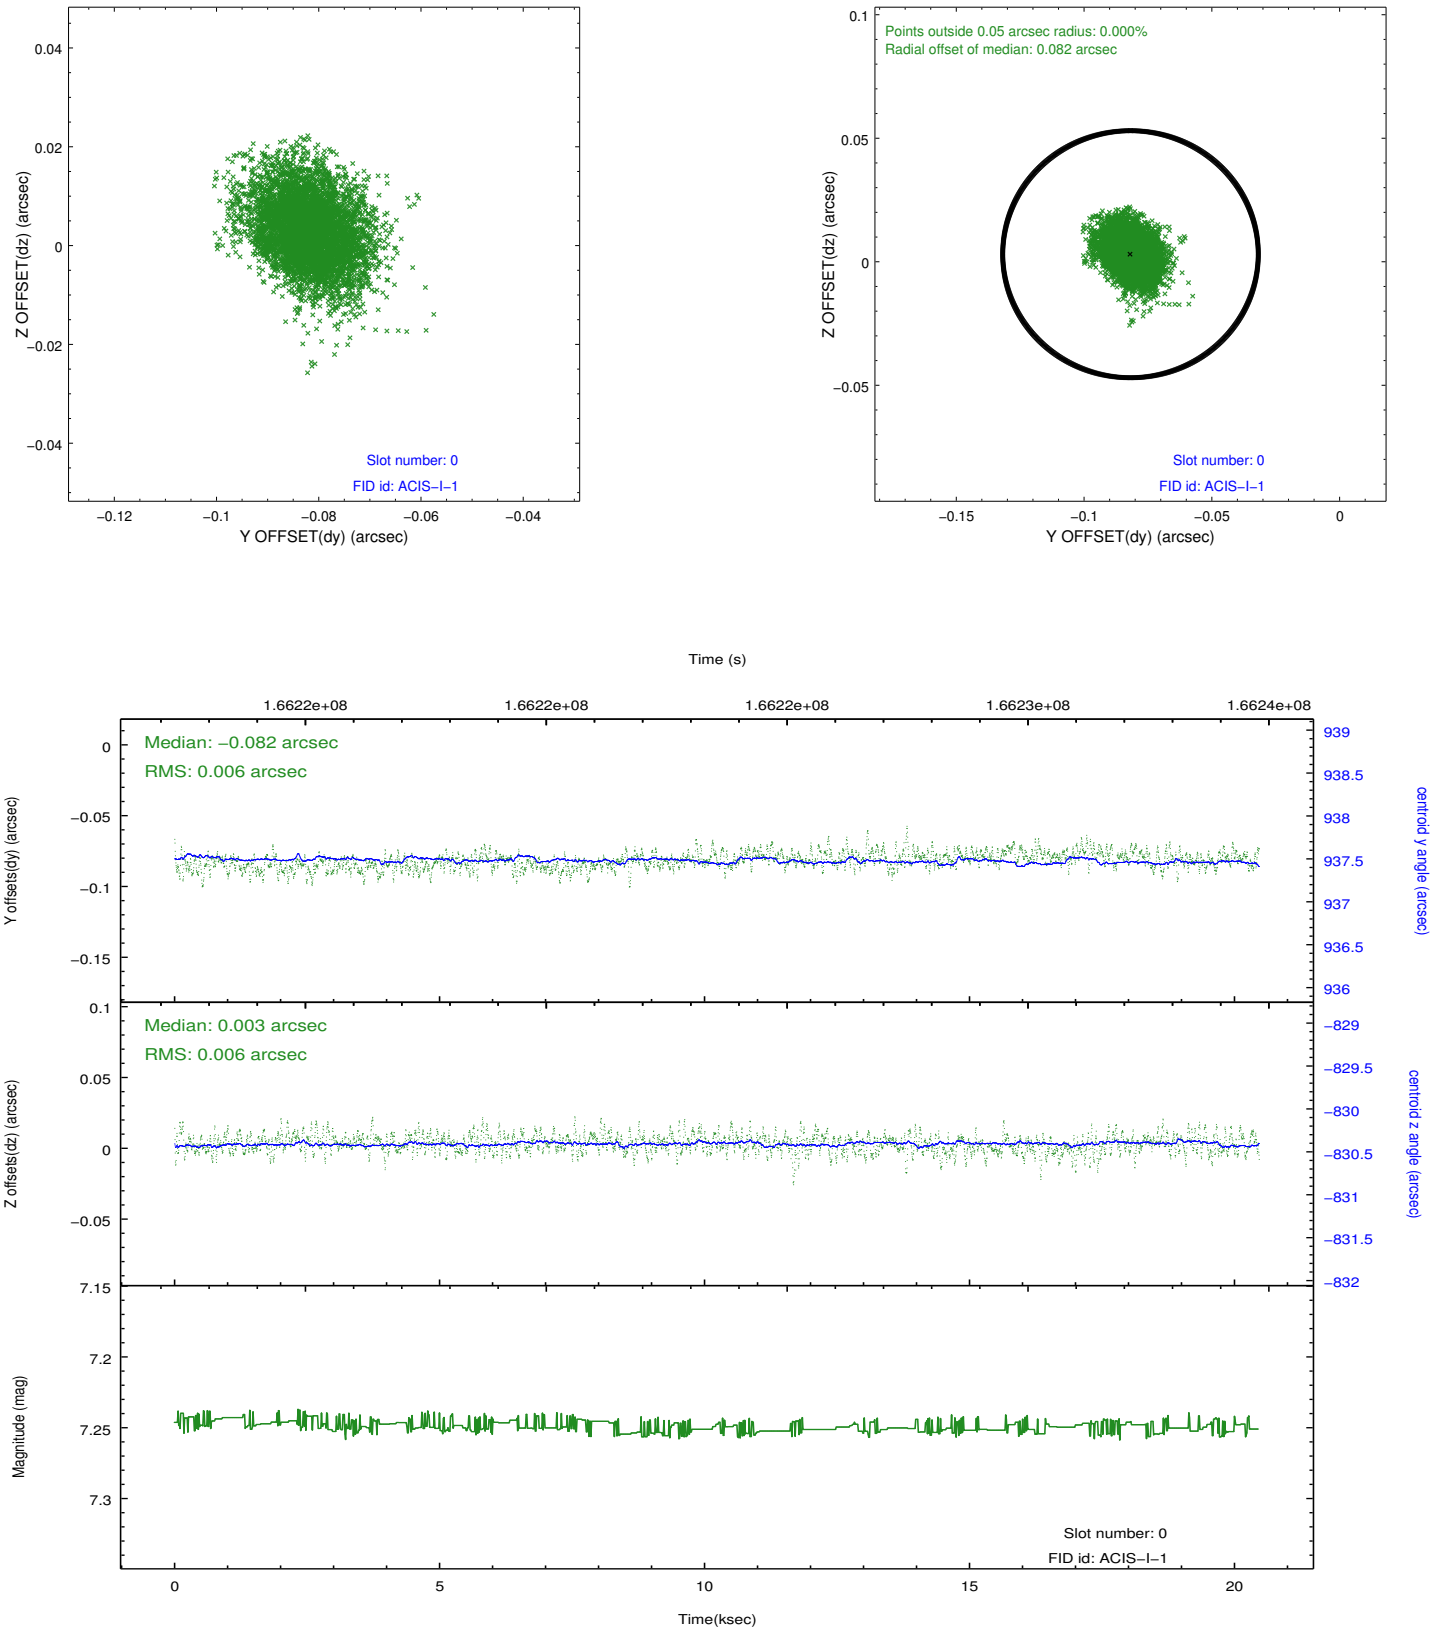 0.04
0.02
0
−0.02
−0.04
Z OFFSET(dz) (arcsec)
Slot number: 0
FID id: ACIS−I−1
−0.12
−0.1
−0.08
−0.06
−0.04
Y OFFSET(dy) (arcsec)
Points outside 0.05 arcsec radius: 0.000%
Radial offset of median: 0.082 arcsec
0.1
0.05
0
−0.05
Z OFFSET(dz) (arcsec)
Slot number: 0
FID id: ACIS−I−1
−0.15
−0.1
−0.05
0
Y OFFSET(dy) (arcsec)
Time (s)
1.6622e+08
1.6622e+08
1.6622e+08
1.6623e+08
1.6624e+08
Median: −0.082 arcsec
RMS: 0.006 arcsec
0
−0.05
−0.1
−0.15
Y offsets(dy) (arcsec)
939
938.5
938
937.5
937
936.5
936
centroid y angle (arcsec)
Median: 0.003 arcsec
RMS: 0.006 arcsec
0.1
0.05
0
−0.05
Z offsets(dz) (arcsec)
−829
−829.5
−830
−830.5
−831
−831.5
−832
centroid z angle (arcsec)
7.15
7.2
7.25
7.3
Magnitude (mag)
Slot number: 0
FID id: ACIS−I−1
0
5
10
15
20
Time(ksec)